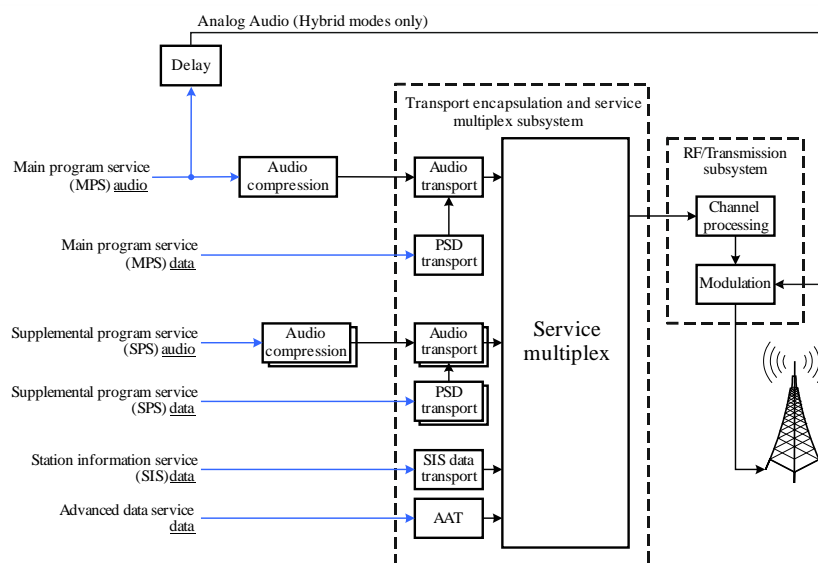 Analog Audio (Hybrid modes only)
Delay
Transport encapsulation and service
multiplex subsystem
RF/Transmission
subsystem
Main program service
(MPS) audio
Audio
compression
Audio
transport
Channel
processing
Main program service
(MPS) data
PSD
transport
Modulation
Supplemental program service
(SPS) audio
Audio
compression
Audio
transport
Service
multiplex
Supplemental program service
(SPS) data
PSD
transport
Station information service
(SIS) data
SIS data
transport
Advanced data service
data
AAT